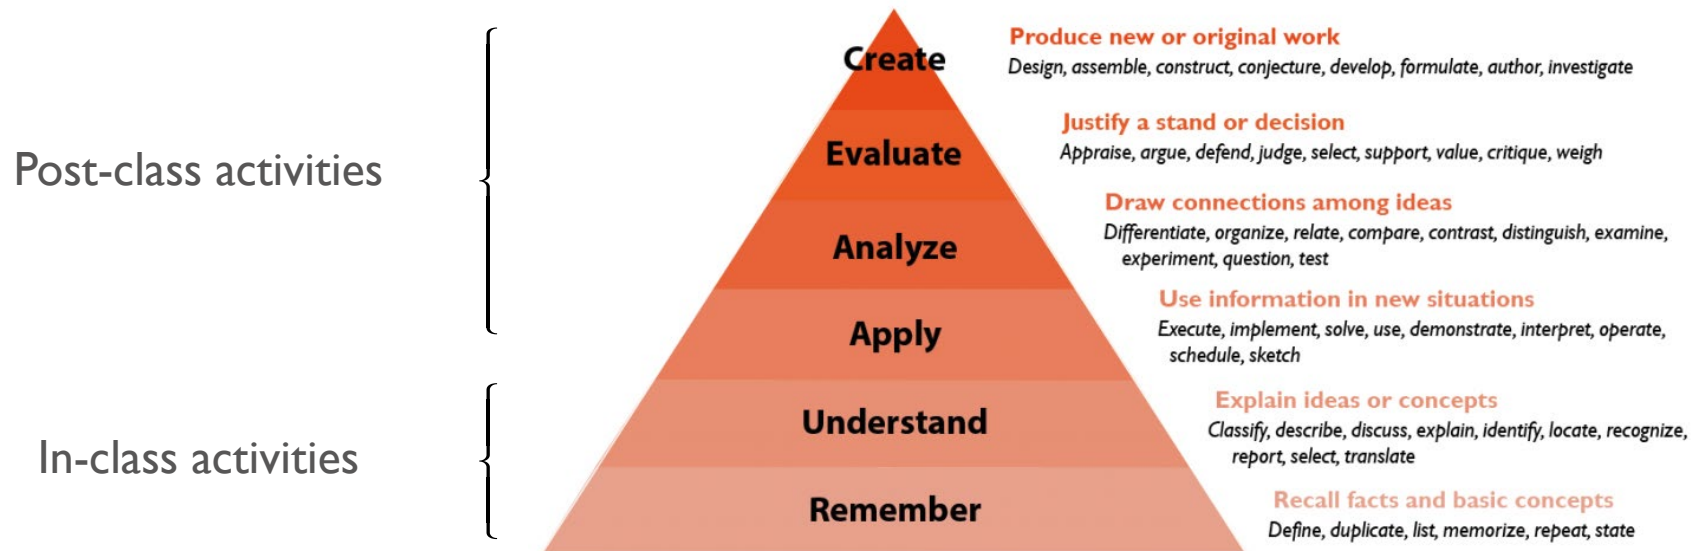 Create
Produce new or original work
Design, assemble, construct, conjecture, develop, formulate, author, investigate
Post-class activities
Evaluate
Justify a stand or decision
Appraise, argue, defend, judge, select, support, value, critique, weigh
Analyze
Draw connections among ideas
Differentiate, organize, relate, compare, contrast, distinguish, examine,
experiment, question, test
Apply
Use information in new situations
Execute, implement, solve, use, demonstrate, interpret, operate,
schedule, sketch
In-class activities
Understand
Explain ideas or concepts
Classify, describe, discuss, explain, identify, locate, recognize,
report, select, translate
Remember
Recall facts and basic concepts
Define, duplicate, list, memorize, repeat, state